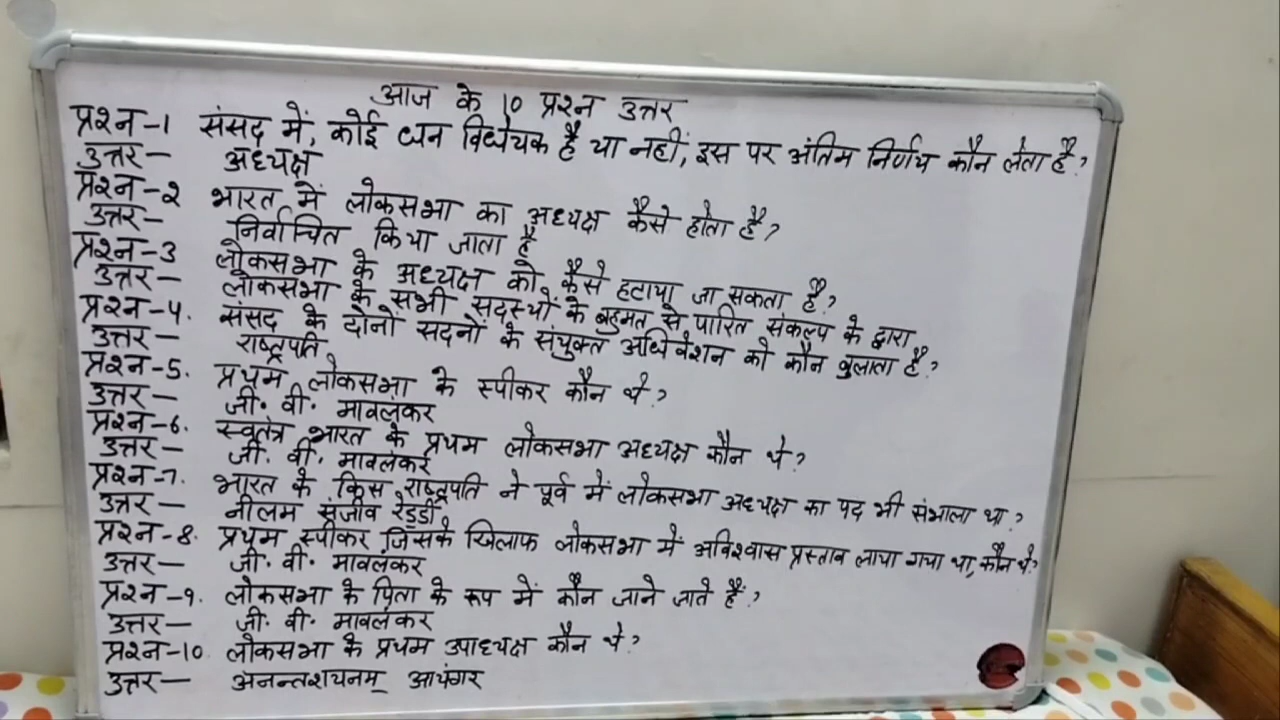 आज के 10 प्रश्न उत्तर
प्रश्न-1 संसद में, कोई धन विधेयक है या नहीं, इस पर अंतिम निर्णय कौन लेता है?
उत्तर- अध्यक्ष
प्रश्न-2 भारत में लोकसभा का अध्यक्ष कैसे होता है?
उत्तर- निर्वाचित किया जाता है
प्रश्न-3 लोकसभा के अध्यक्ष को कैसे हटाया जा सकता है?
उत्तर- लोकसभा के सभी सदस्यों के बहुमत से पारित संकल्प के द्वारा
प्रश्न-4. संसद के दोनों सदनों के संयुक्त अधिवेशन को कौन बुलाता है?
उत्तर- राष्ट्रपति
प्रश्न-5. प्रथम लोकसभा के स्पीकर कौन थे?
उत्तर- जी. वी. मावलंकर
प्रश्न-6. स्वतंत्र भारत के प्रथम लोकसभा अध्यक्ष कौन थे?
उत्तर- जी. वी. मावलंकर
प्रश्न-7. भारत के किस राष्ट्रपति ने पूर्व में लोकसभा अध्यक्ष का पद भी संभाला था?
उत्तर- नीलम संजीव रेड्डी
प्रश्न-8. प्रथम स्पीकर जिसके खिलाफ लोकसभा में अविश्वास प्रस्ताव लाया गया था, कौन थे?
उत्तर- जी. वी. मावलंकर
प्रश्न-9. लोकसभा के पिता के रूप में कौन जाने जाते हैं?
उत्तर- जी. वी. मावलंकर
प्रश्न-10. लोकसभा के प्रथम उपाध्यक्ष कौन थे?
उत्तर- अनन्तशयनम् आयंगर